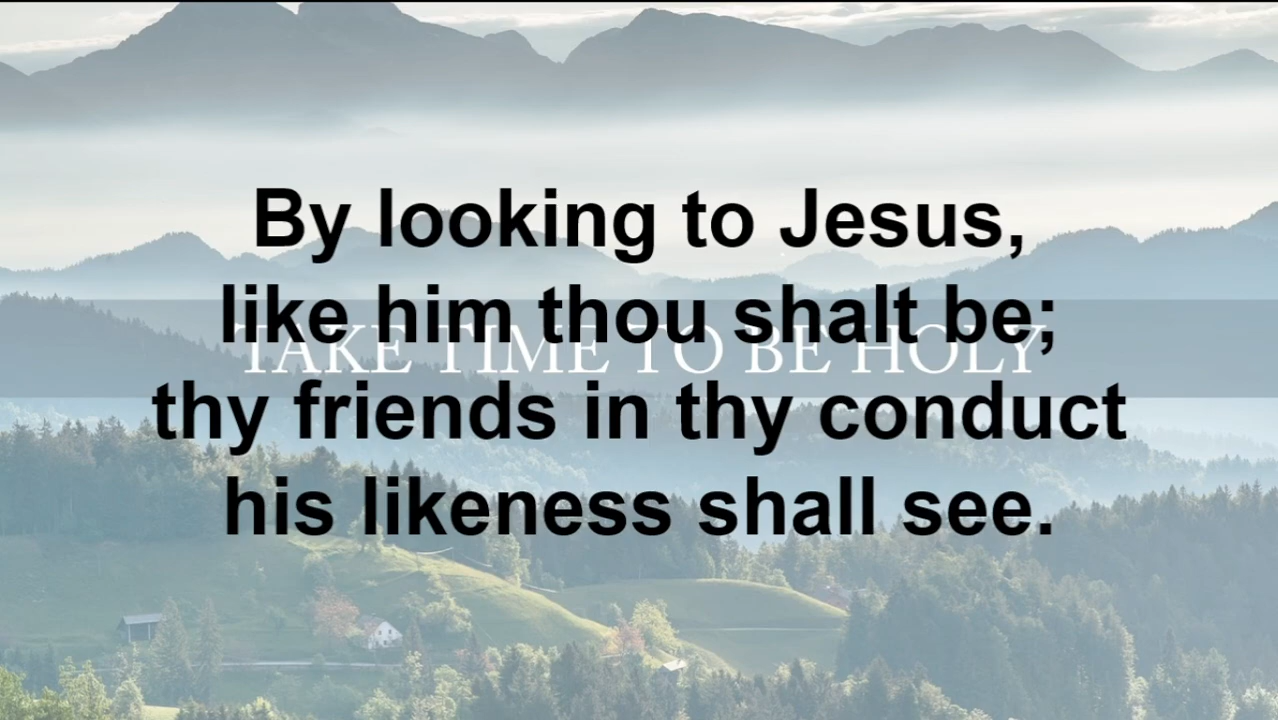 By looking to Jesus,
like him thou shalt be;
TAKE TIME TO BE HOLY
thy friends in thy conduct
his likeness shall see.